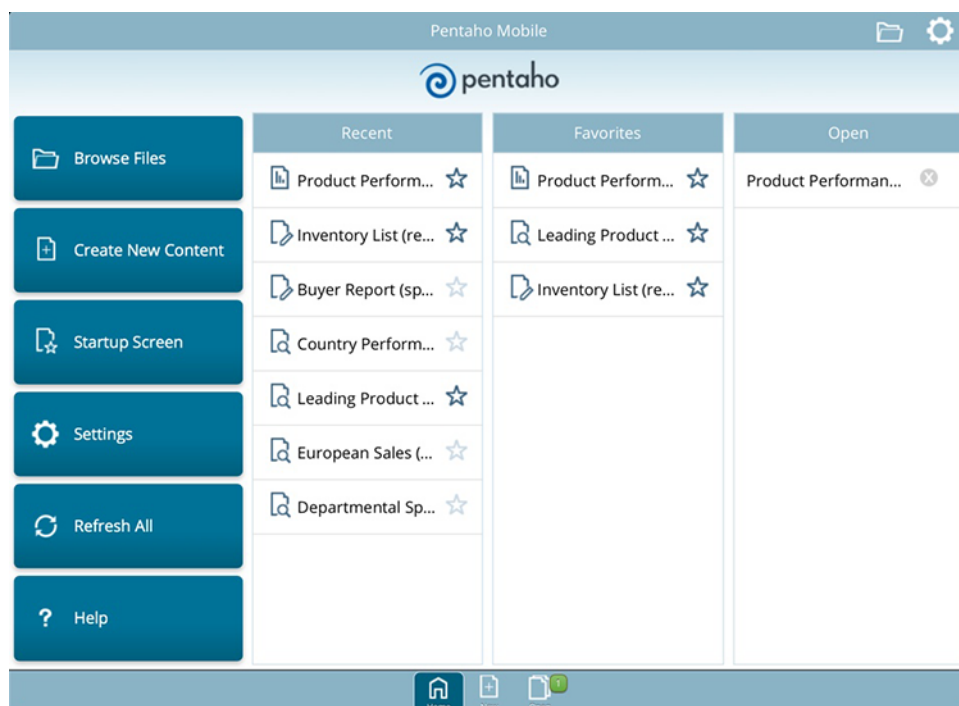 Pentaho Mobile
pentaho
Browse Files
Create New Content
Startup Screen
Settings
Refresh All
? Help
Recent
Product Perform...
Inventory List (re...
Buyer Report (sp...
Country Perform...
Leading Product ...
European Sales (...
Departmental Sp...
Favorites
Product Perform...
Leading Product ...
Inventory List (re...
Open
Product Performan...
1